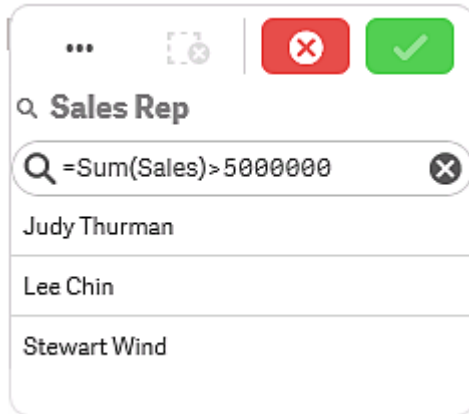 Sales Rep
=Sum(Sales)>5000000
Judy Thurman
Lee Chin
Stewart Wind